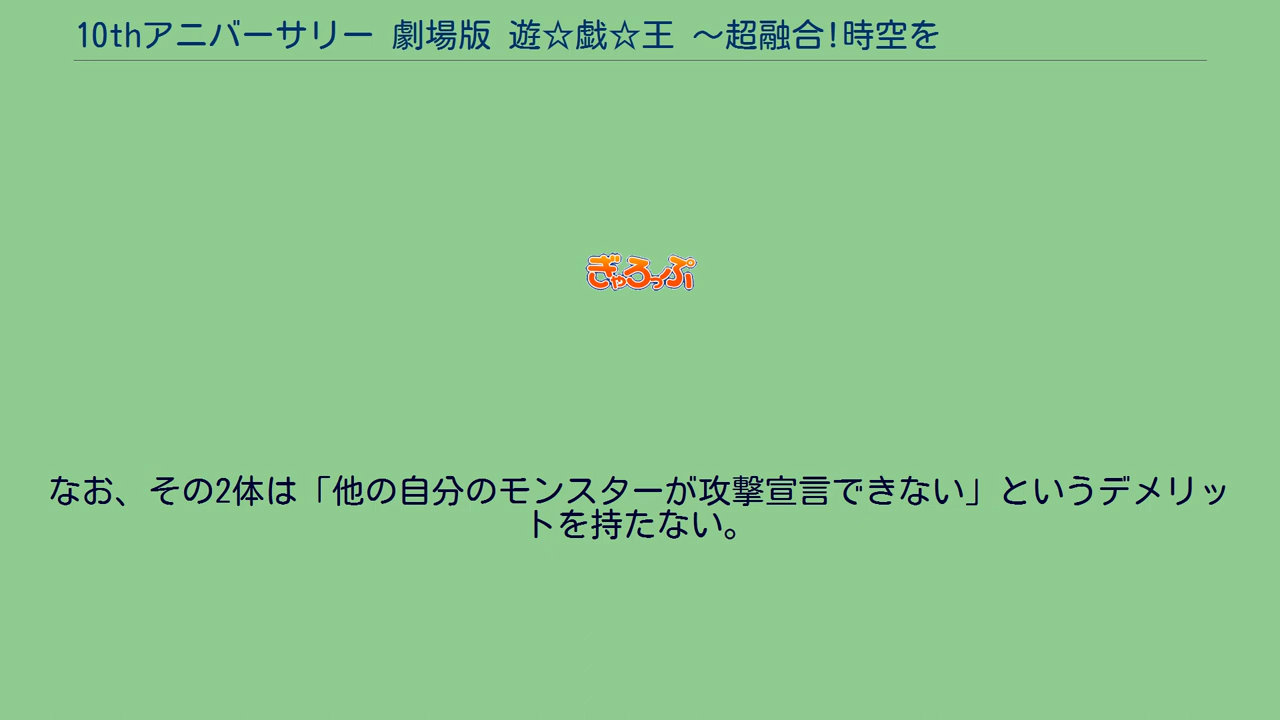 10thアニバーサリー 劇場版 遊☆戯☆王 ～超融合!時空を
ぎゃろっぷ
なお、その2体は「他の自分のモンスターが攻撃宣言できない」というデメリッ
トを持たない。